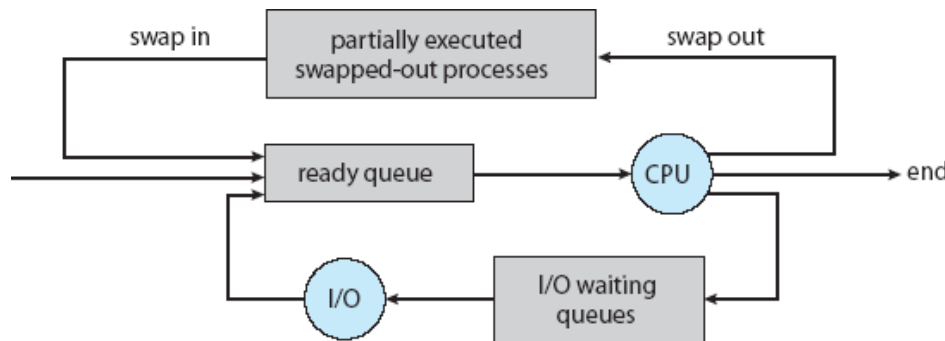 swap in
partially executed
swapped-out processes
swap out
ready queue
CPU
end
I/O
I/O waiting
queues